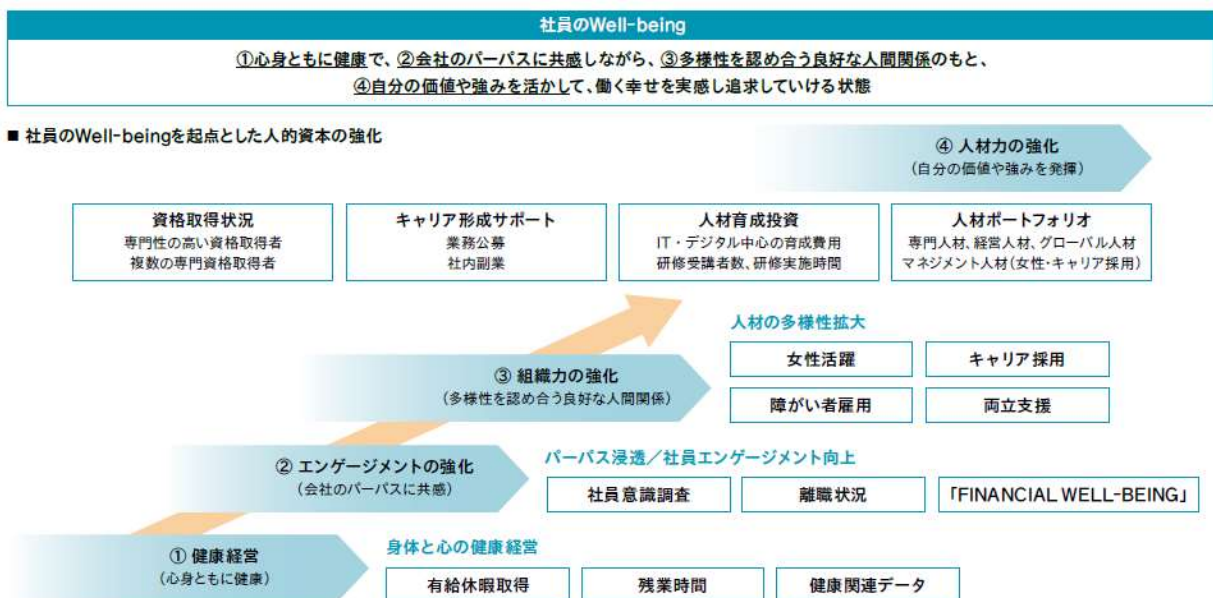 社員のWell-being
①心身ともに健康で、②会社のパーパスに共感しながら、③多様性を認め合う良好な人間関係のもと、
④自分の価値や強みを活かして、働く幸せを実感し追求していける状態
■ 社員のWell-beingを起点とした人的資本の強化
④ 人材力の強化
(自分の価値や強みを発揮)
資格取得状況
専門性の高い資格取得者
複数の専門資格取得者
キャリア形成サポート
業務公募
社内副業
人材育成投資
IT・デジタル中心の育成費用
研修受講者数、研修実施時間
人材ポートフォリオ
専門人材、経営人材、グローバル人材
マネジメント人材(女性・キャリア採用)
人材の多様性拡大
③ 組織力の強化
(多様性を認め合う良好な人間関係)
女性活躍
キャリア採用
障がい者雇用
両立支援
② エンゲージメントの強化
(会社のパーパスに共感)
パーパス浸透／社員エンゲージメント向上
社員意識調査
離職状況
「FINANCIAL WELL-BEING」
① 健康経営
(心身ともに健康)
身体と心の健康経営
有給休暇取得
残業時間
健康関連データ